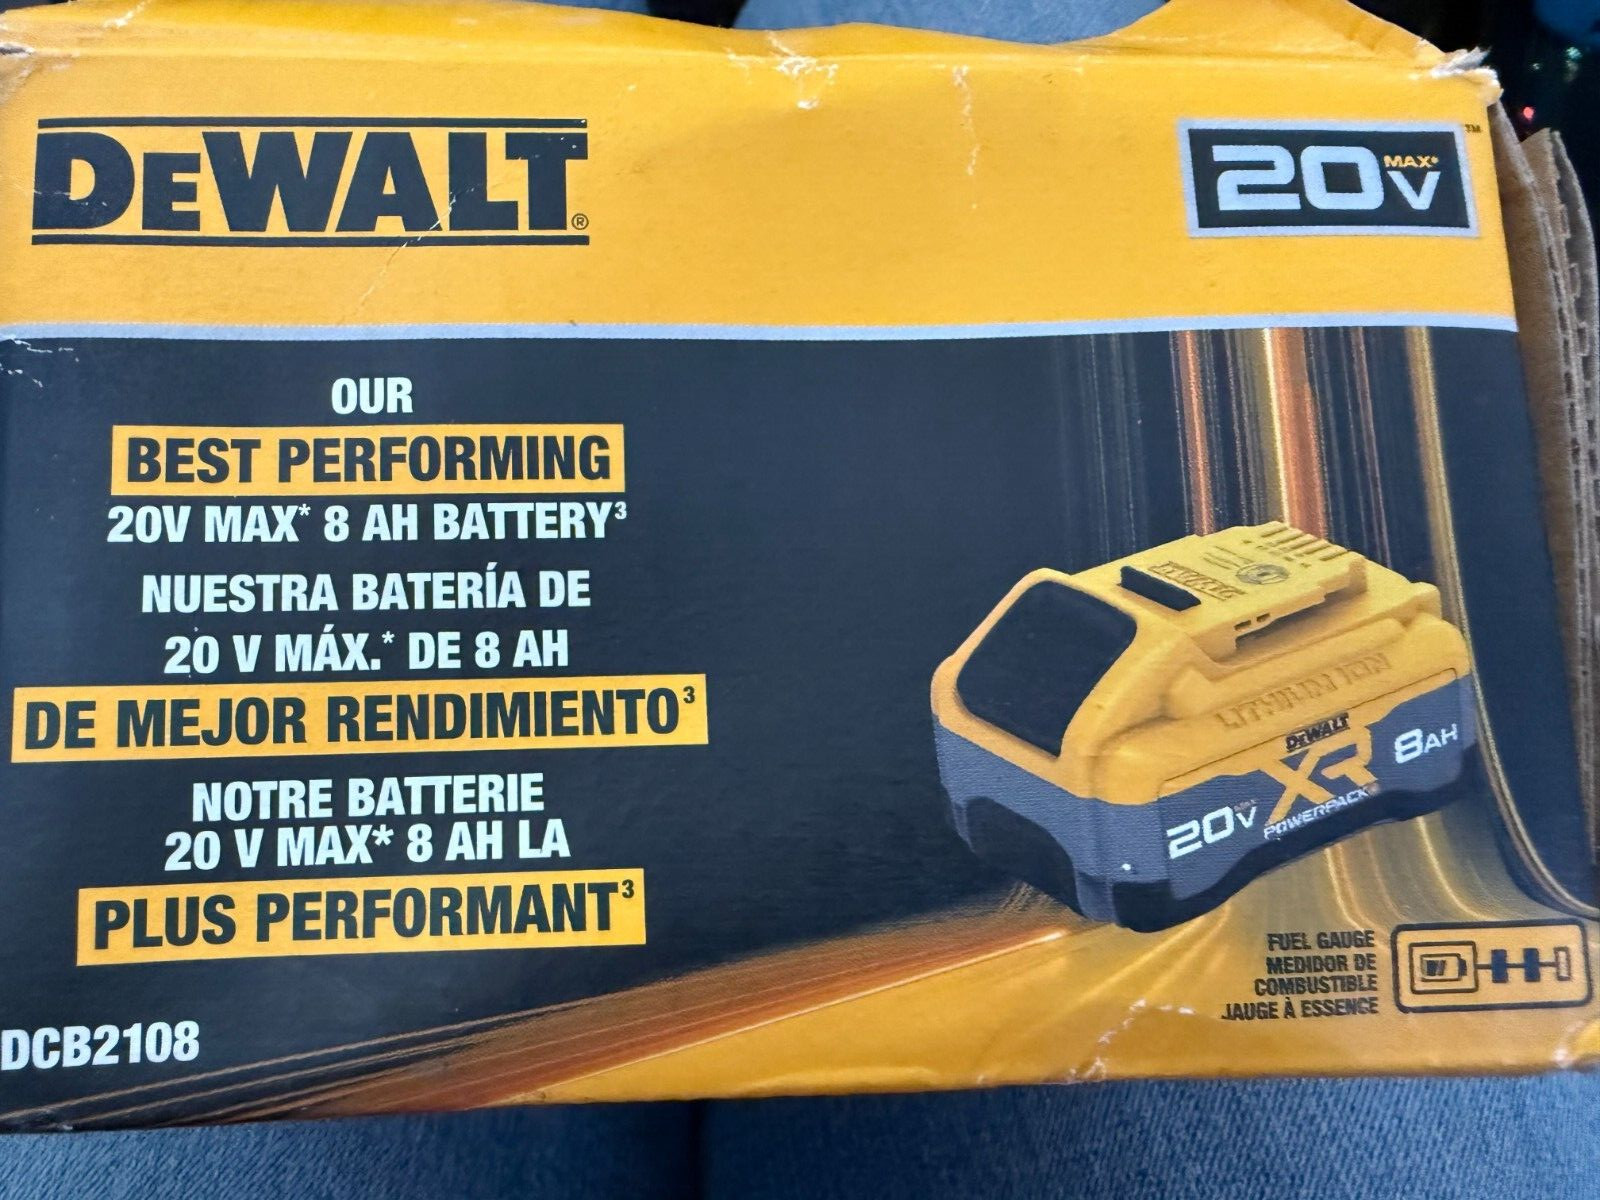 DEWALT®
20V MAX* ™
OUR
BEST PERFORMING
20V MAX* 8 AH BATTERY³
NUESTRA BATERÍA DE
20 V MÁX.* DE 8 AH
DE MEJOR RENDIMIENTO³
NOTRE BATTERIE
20 V MAX* 8 AH LA
PLUS PERFORMANT³
DCB2108
DEWALT
LITHIUM ION
DEWALT
XR
8AH
20V MAX
POWERPACK
FUEL GAUGE
MEDIDOR DE
COMBUSTIBLE
JAUGE À ESSENCE